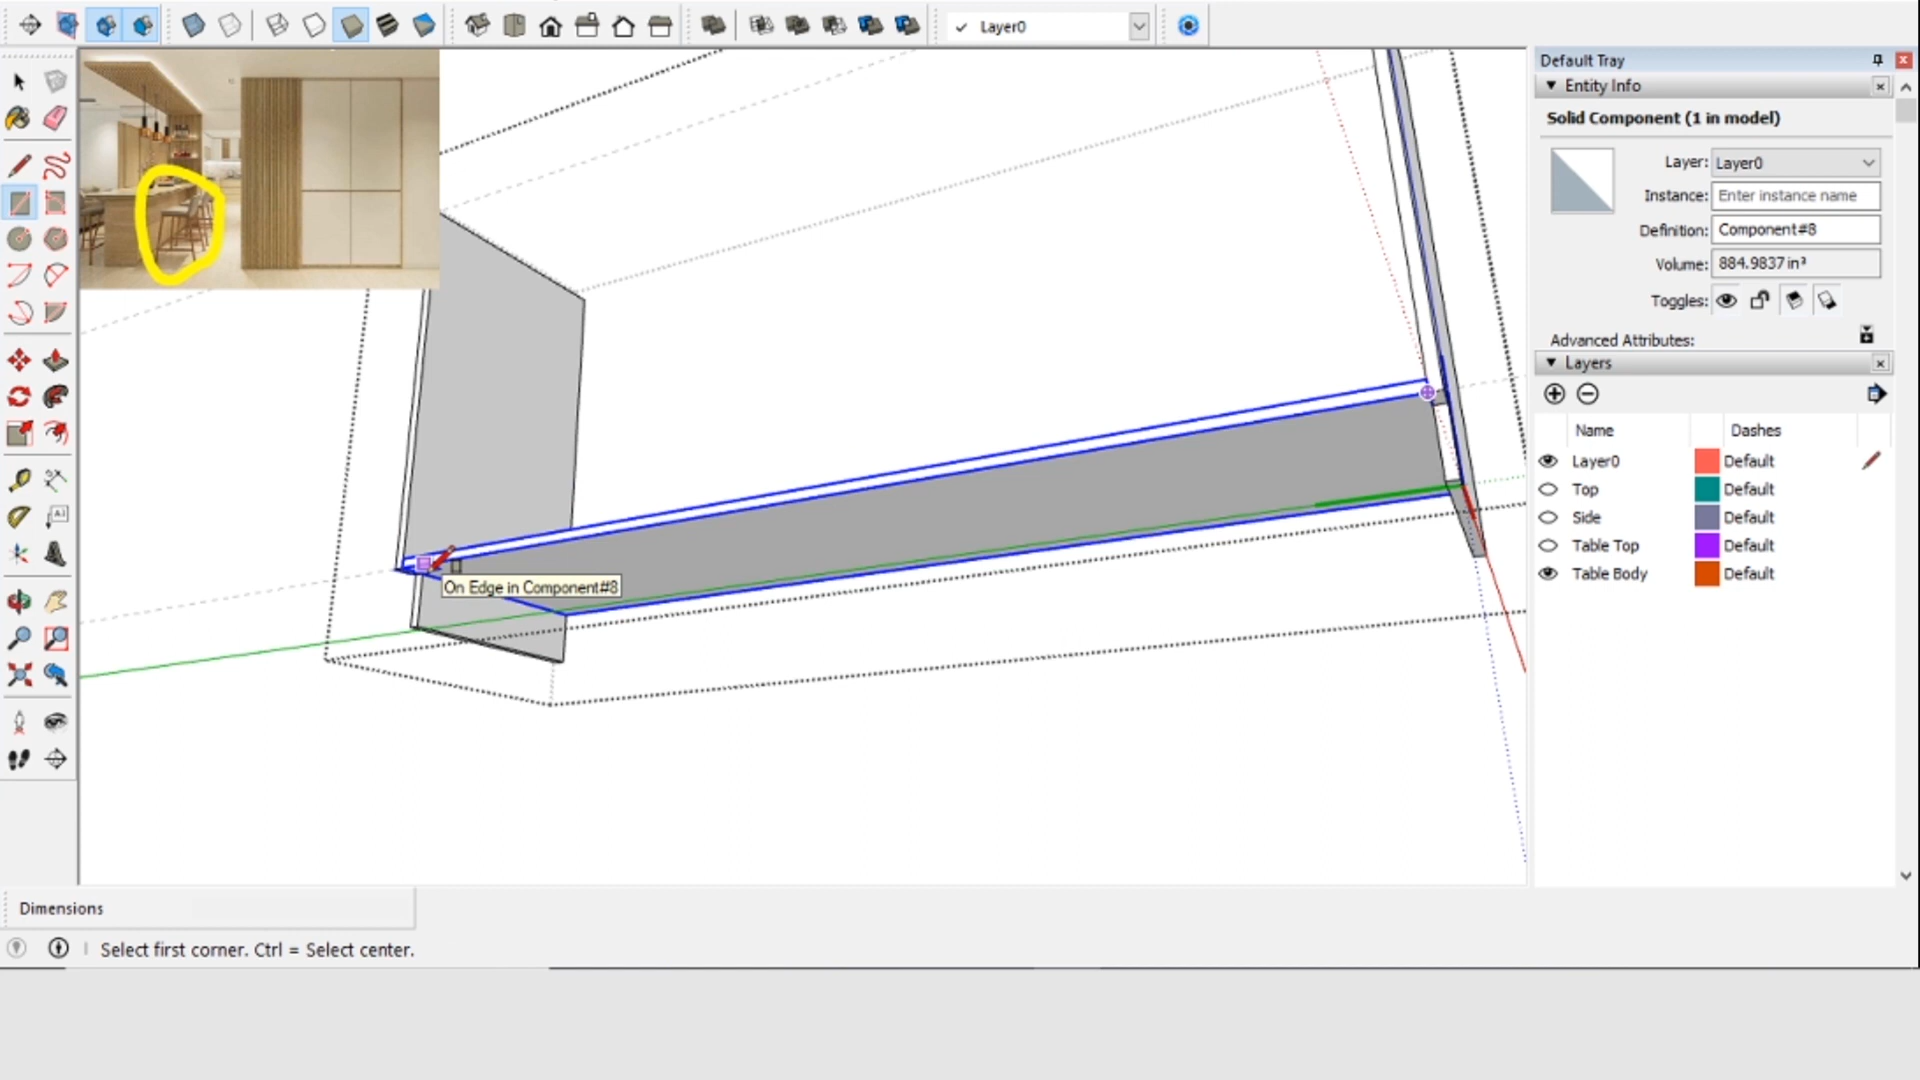 Layer0
Default Tray
Entity Info
Solid Component (1 in model)
Layer: Layer0
Instance: Enter instance name
Definition: Component#8
Volume: 884.9837 in³
Toggles:
Advanced Attributes:
Layers
Name Dashes
Layer0 Default
Top Default
Side Default
Table Top Default
Table Body Default
On Edge in Component#8
Dimensions
Select first corner. Ctrl = Select center.